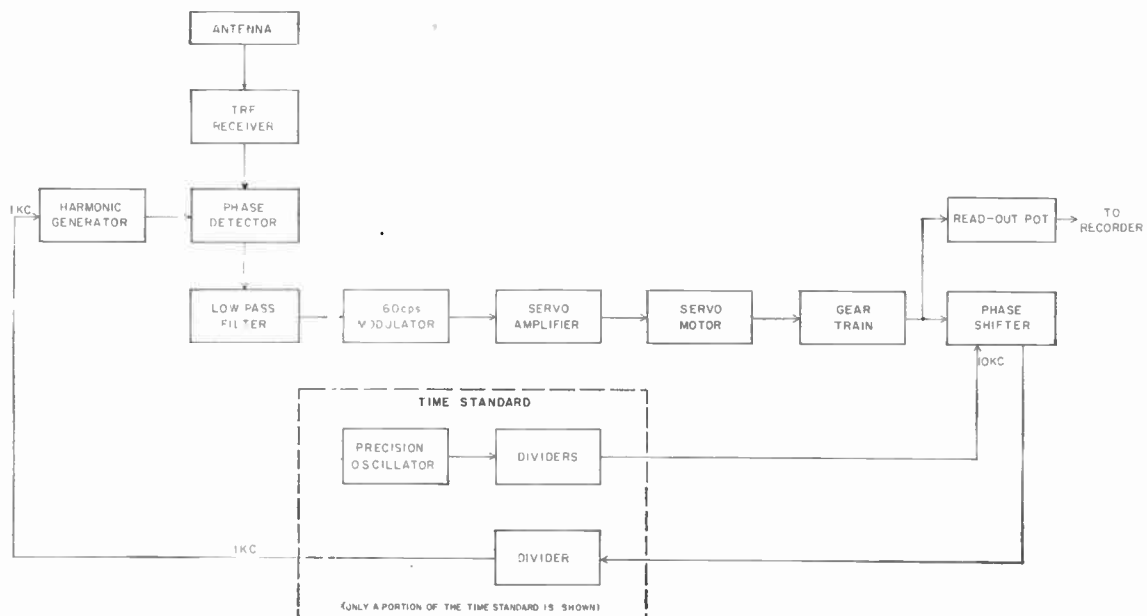 ANTENNA
TRF
RECEIVER
1KC
HARMONIC
GENERATOR
PHASE
DETECTOR
READ-OUT POT
TO
RECORDER
LOW PASS
FILTER
60cps
MODULATOR
SERVO
AMPLIFIER
SERVO
MOTOR
GEAR
TRAIN
PHASE
SHIFTER
10KC
TIME STANDARD
PRECISION
OSCILLATOR
DIVIDERS
1KC
DIVIDER
(ONLY A PORTION OF THE TIME STANDARD IS SHOWN)